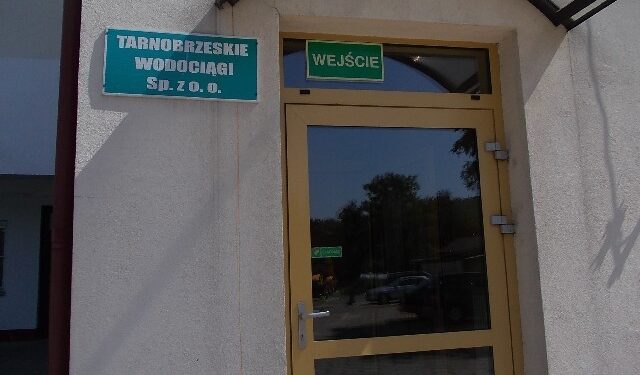 TARNOBRZESKIE
WODOCIĄGI
Sp. z o. o.
WEJŚCIE